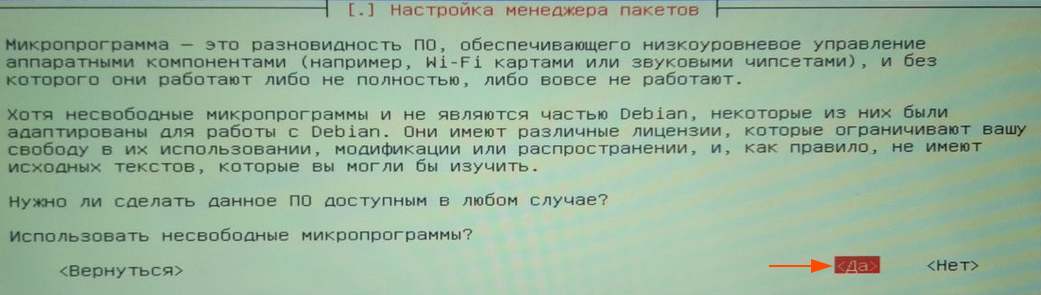 [.] Настройка менеджера пакетов
Микропрограмма — это разновидность ПО, обеспечивающего низкоуровневое управление
аппаратными компонентами (например, Wi-Fi картами или звуковыми чипсетами), и без
которого они работают либо не полностью, либо вовсе не работают.
Хотя несвободные микропрограммы и не являются частью Debian, некоторые из них были
адаптированы для работы с Debian. Они имеют различные лицензии, которые ограничивают вашу
свободу в их использовании, модификации или распространении, и, как правило, не имеют
исходных текстов, которые вы могли бы изучить.
Нужно ли сделать данное ПО доступным в любом случае?
Использовать несвободные микропрограммы?
<Вернуться> <Да> <Нет>